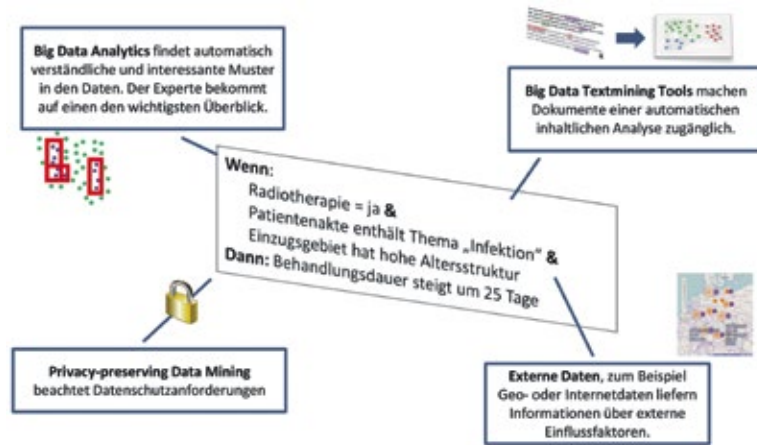 Big Data Analytics findet automatisch
verständliche und interessante Muster
in den Daten. Der Experte bekommt
auf einen den wichtigsten Überblick.
Big Data Textmining Tools machen
Dokumente einer automatischen
inhaltlichen Analyse zugänglich.
Wenn:
Radiotherapie = ja &
Patientenakte enthält Thema „Infektion“ &
Einzugsgebiet hat hohe Altersstruktur
Dann: Behandlungsdauer steigt um 25 Tage
Privacy-preserving Data Mining
beachtet Datenschutzanforderungen
Externe Daten, zum Beispiel
Geo- oder Internetdaten liefern
Informationen über externe
Einflussfaktoren.